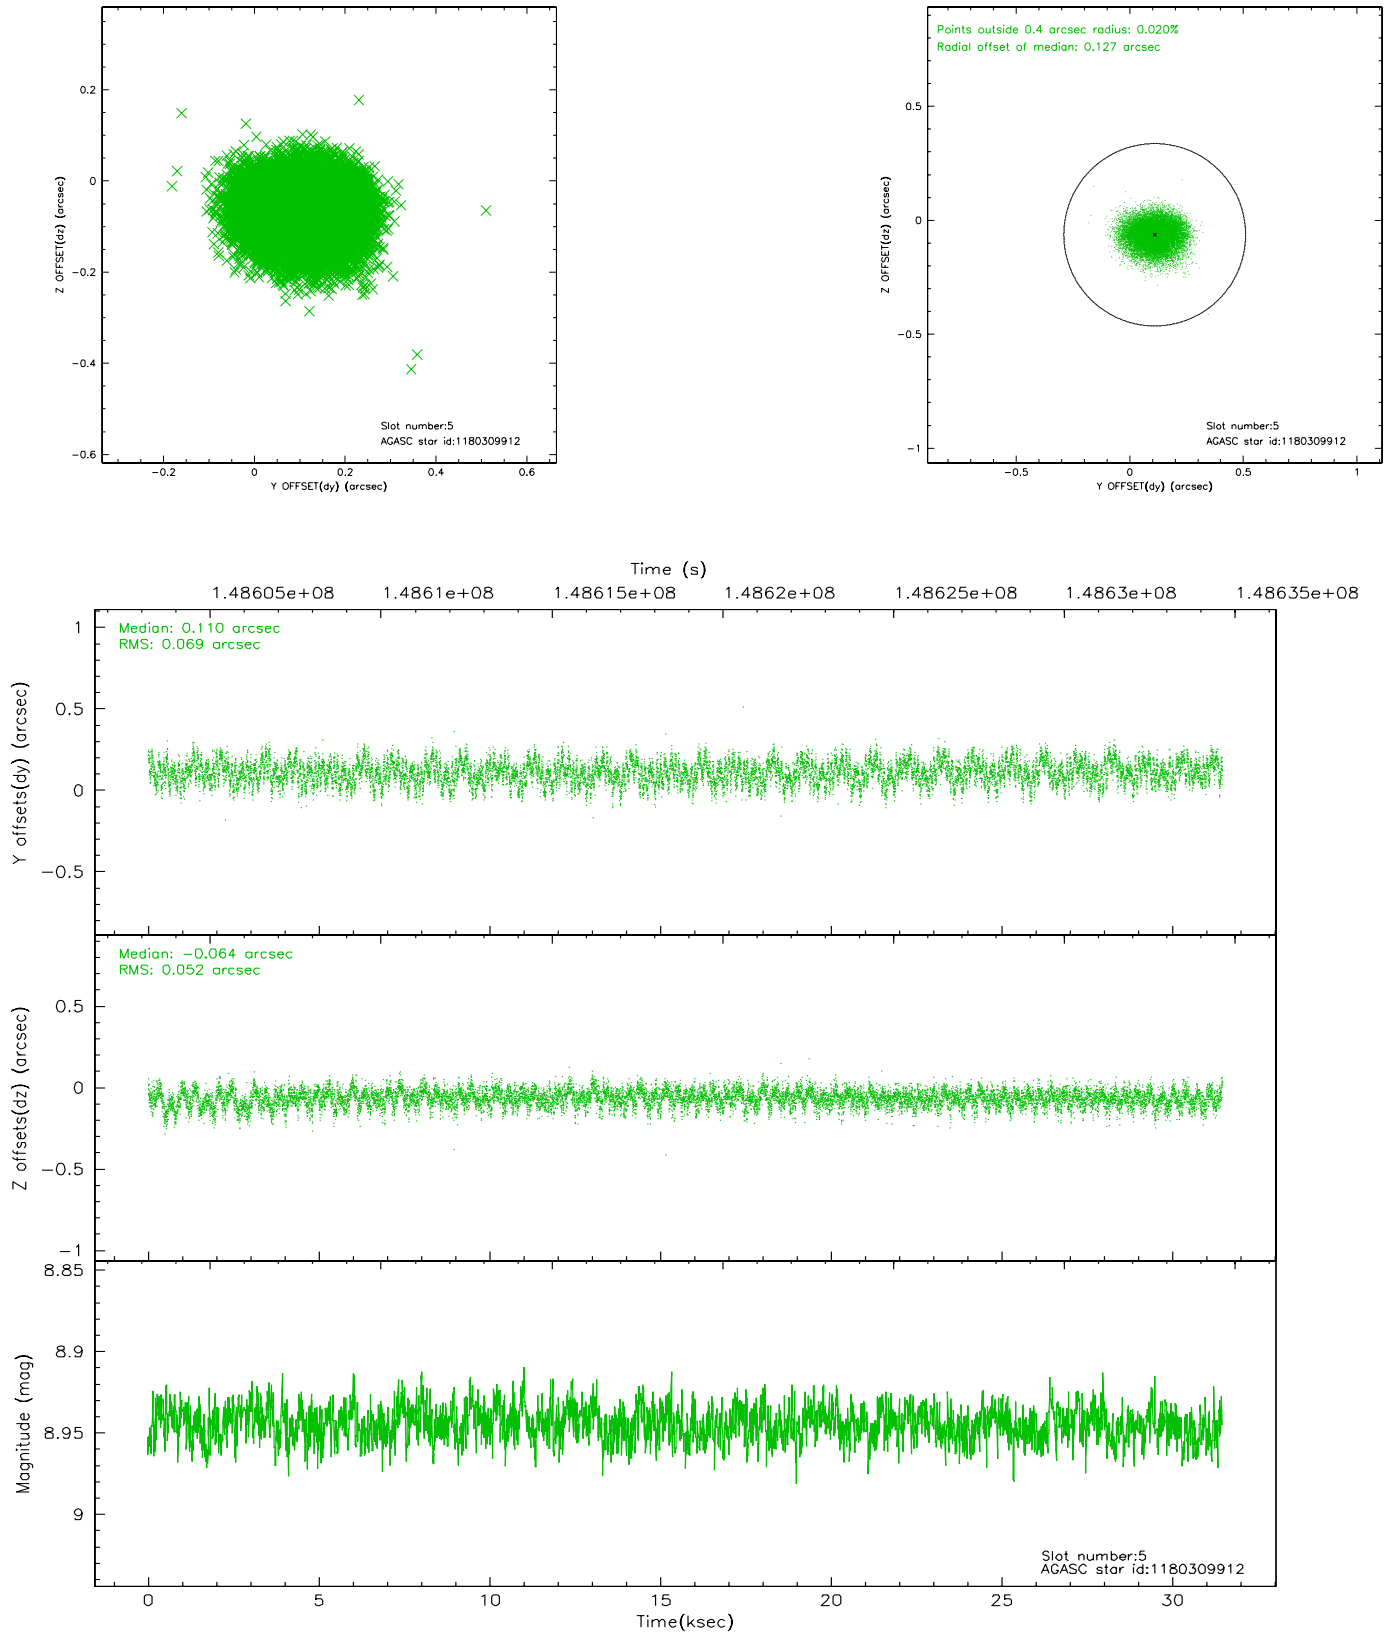 0.2
0
−0.2
−0.4
−0.6
Z OFFSET(dz) (arcsec)
−0.2 0 0.2 0.4 0.6
Y OFFSET(dy) (arcsec)
Slot number:5
AGASC star id:1180309912
Points outside 0.4 arcsec radius: 0.020%
Radial offset of median: 0.127 arcsec
0.5
0
−0.5
−1
Z OFFSET(dz) (arcsec)
Slot number:5
AGASC star id:1180309912
−0.5 0 0.5 1
Y OFFSET(dy) (arcsec)
Time (s)
1.48605e+08 1.4861e+08 1.48615e+08 1.4862e+08 1.48625e+08 1.4863e+08 1.48635e+08
Median: 0.110 arcsec
RMS: 0.069 arcsec
1
0.5
0
−0.5
Y offsets(dy) (arcsec)
Median: −0.064 arcsec
RMS: 0.052 arcsec
0.5
0
−0.5
−1
Z offsets(dz) (arcsec)
8.85
8.9
8.95
9
Magnitude (mag)
Slot number:5
AGASC star id:1180309912
0 5 10 15 20 25 30
Time(ksec)